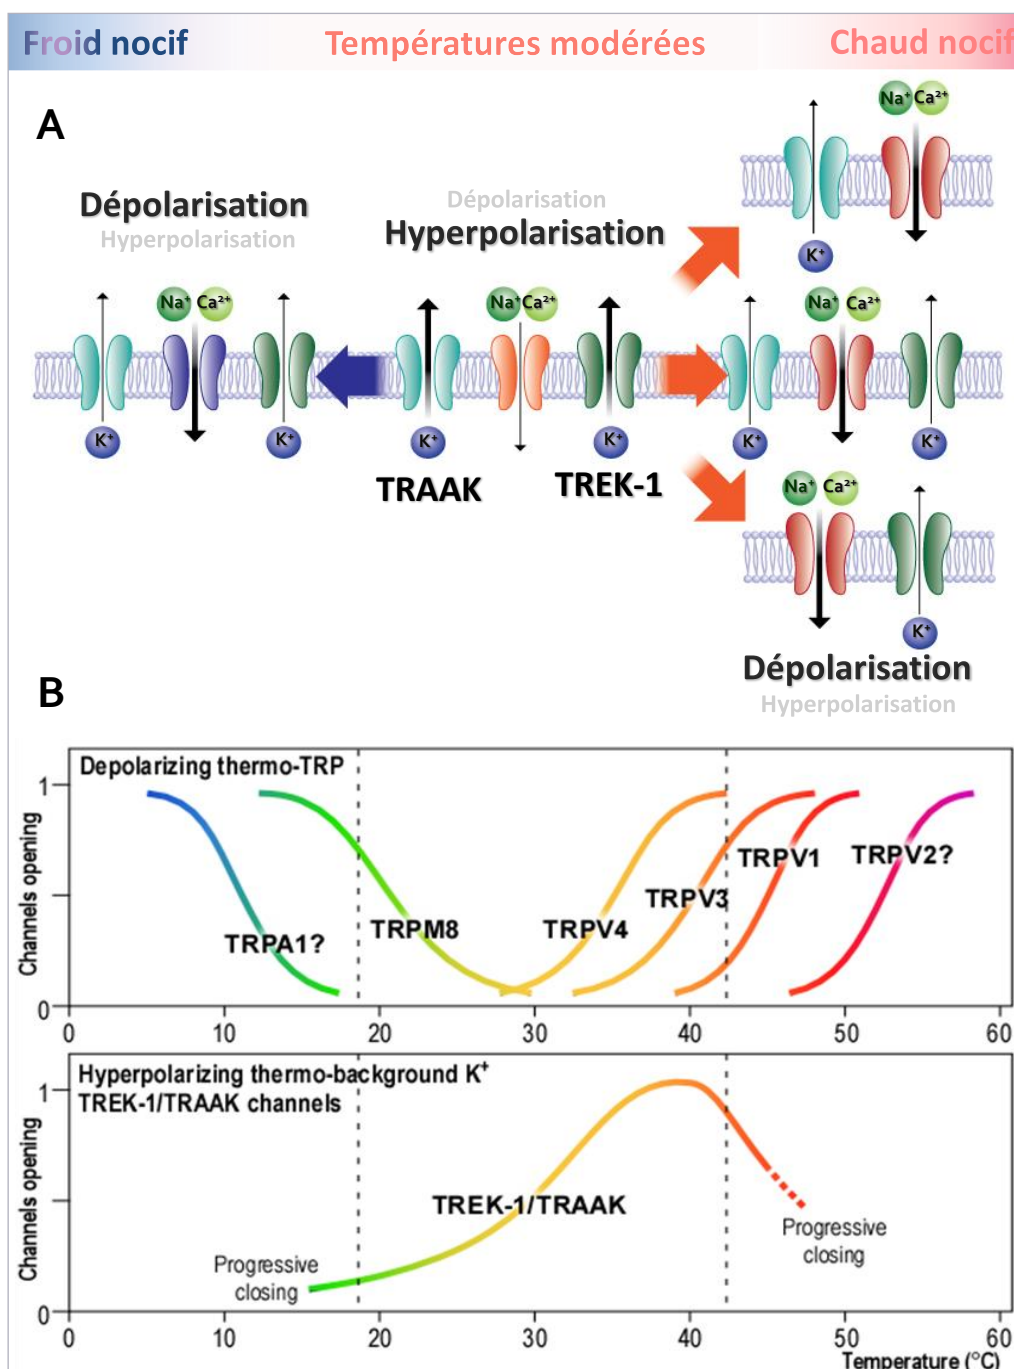 Froid nocif Températures modérées Chaud nocif
A
Na⁺ Ca²⁺
K⁺
Dépolarisation
Hyperpolarisation
Dépolarisation
Hyperpolarisation
Na⁺ Ca²⁺
Na⁺ Ca²⁺
Na⁺ Ca²⁺
K⁺ K⁺ K⁺ K⁺ K⁺ K⁺
TRAAK TREK-1
Na⁺ Ca²⁺
K⁺
Dépolarisation
Hyperpolarisation
B
Depolarizing thermo-TRP
Channels opening
1
0
TRPA1?
TRPM8
TRPV4
TRPV3
TRPV1
TRPV2?
0 10 20 30 40 50 60
Hyperpolarizing thermo-background K⁺
TREK-1/TRAAK channels
Channels opening
1
0
TREK-1/TRAAK
Progressive
closing
Progressive
closing
0 10 20 30 40 50 60
Temperature (°C)